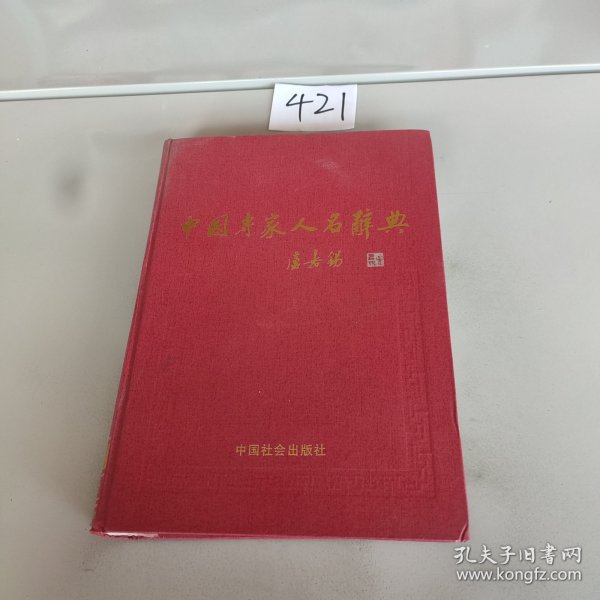 421
中国专家人名辞典
卢嘉锡
中国社会出版社
孔夫子旧书网
www.kongfz.com